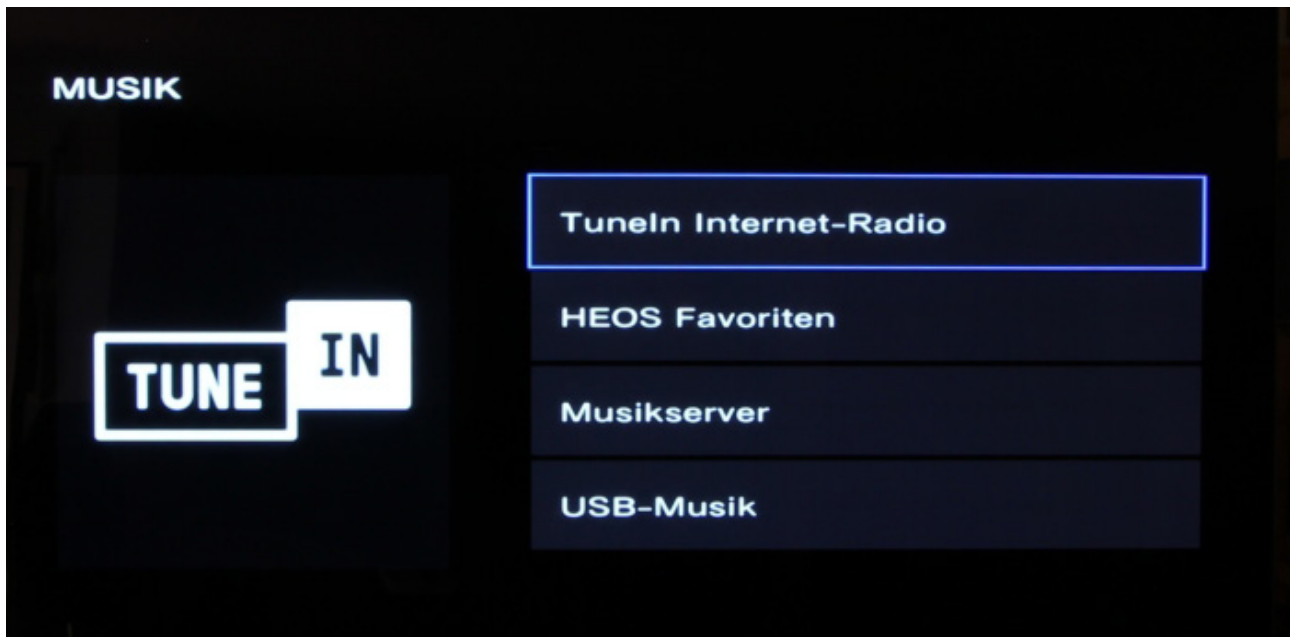 MUSIK
TUNE IN
TuneIn Internet-Radio
HEOS Favoriten
Musikserver
USB-Musik